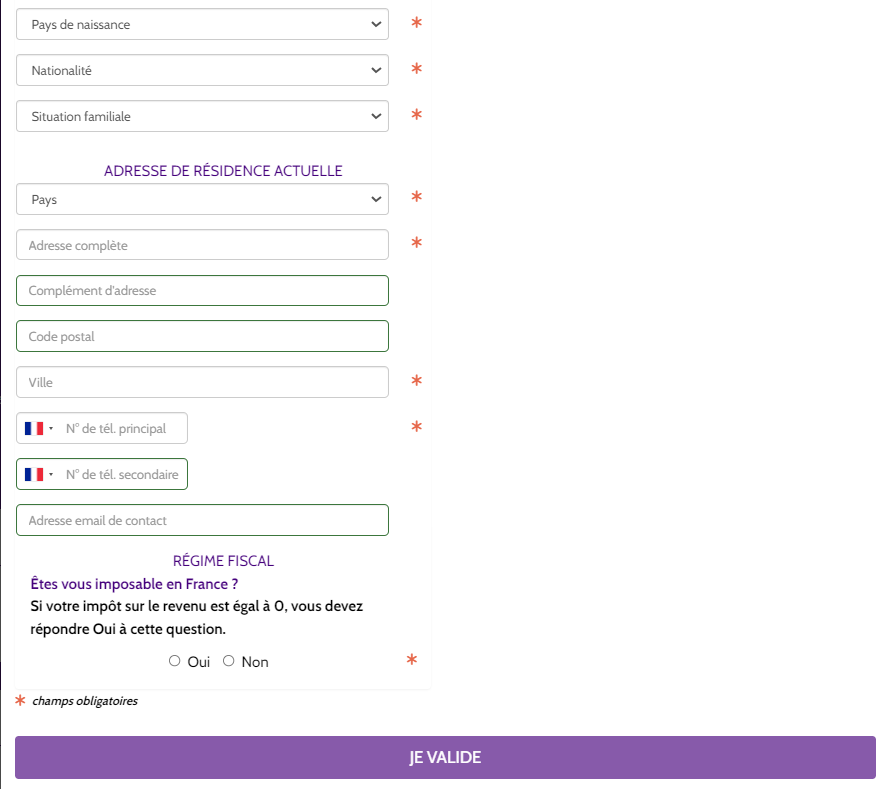 Pays de naissance *
Nationalité *
Situation familiale *
ADRESSE DE RÉSIDENCE ACTUELLE
Pays *
Adresse complète *
Complément d'adresse
Code postal
Ville *
N° de tél. principal *
N° de tél. secondaire
Adresse email de contact
RÉGIME FISCAL
Êtes vous imposable en France ?
Si votre impôt sur le revenu est égal à 0, vous devez
répondre Oui à cette question.
Oui Non *
* champs obligatoires
JE VALIDE